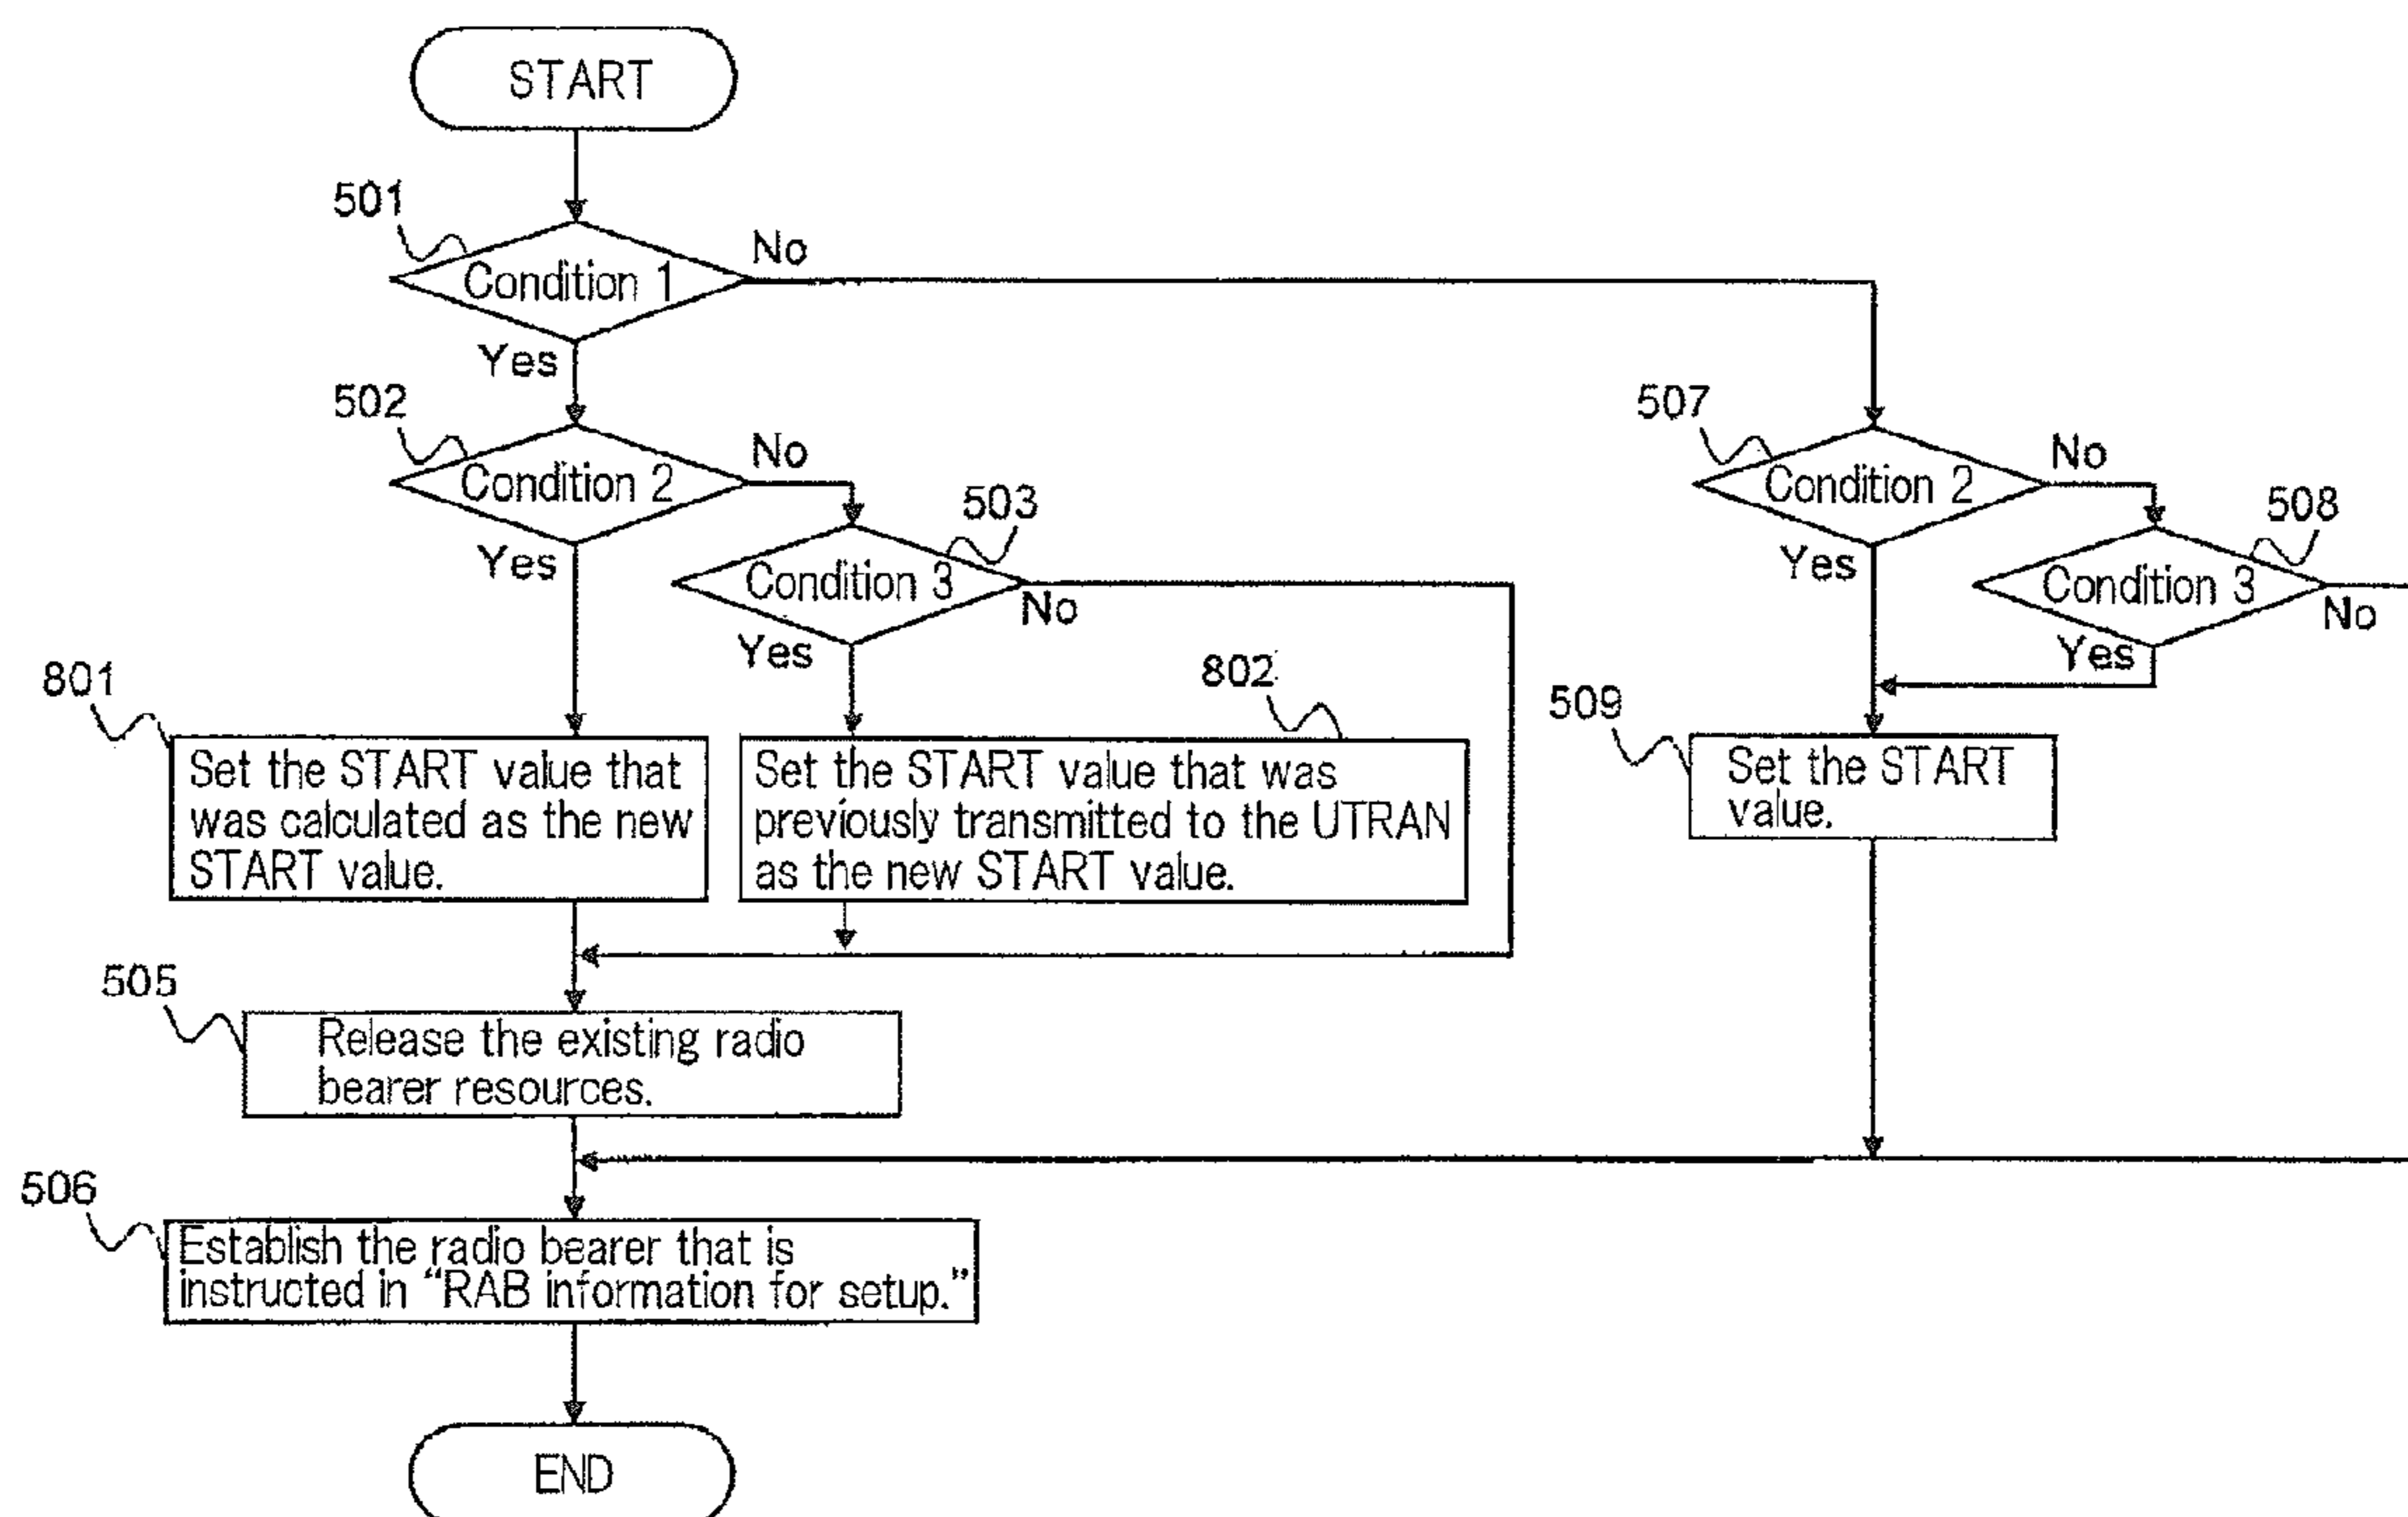 START
501
Condition 1
No
Yes
502
Condition 2
No
Yes
503
Condition 3
No
Yes
507
Condition 2
No
Yes
508
Condition 3
No
Yes
801
Set the START value that
was calculated as the new
START value.
802
Set the START value that was
previously transmitted to the UTRAN
as the new START value.
509
Set the START
value.
505
Release the existing radio
bearer resources.
506
Establish the radio bearer that is
instructed in “RAB information for setup.”
END